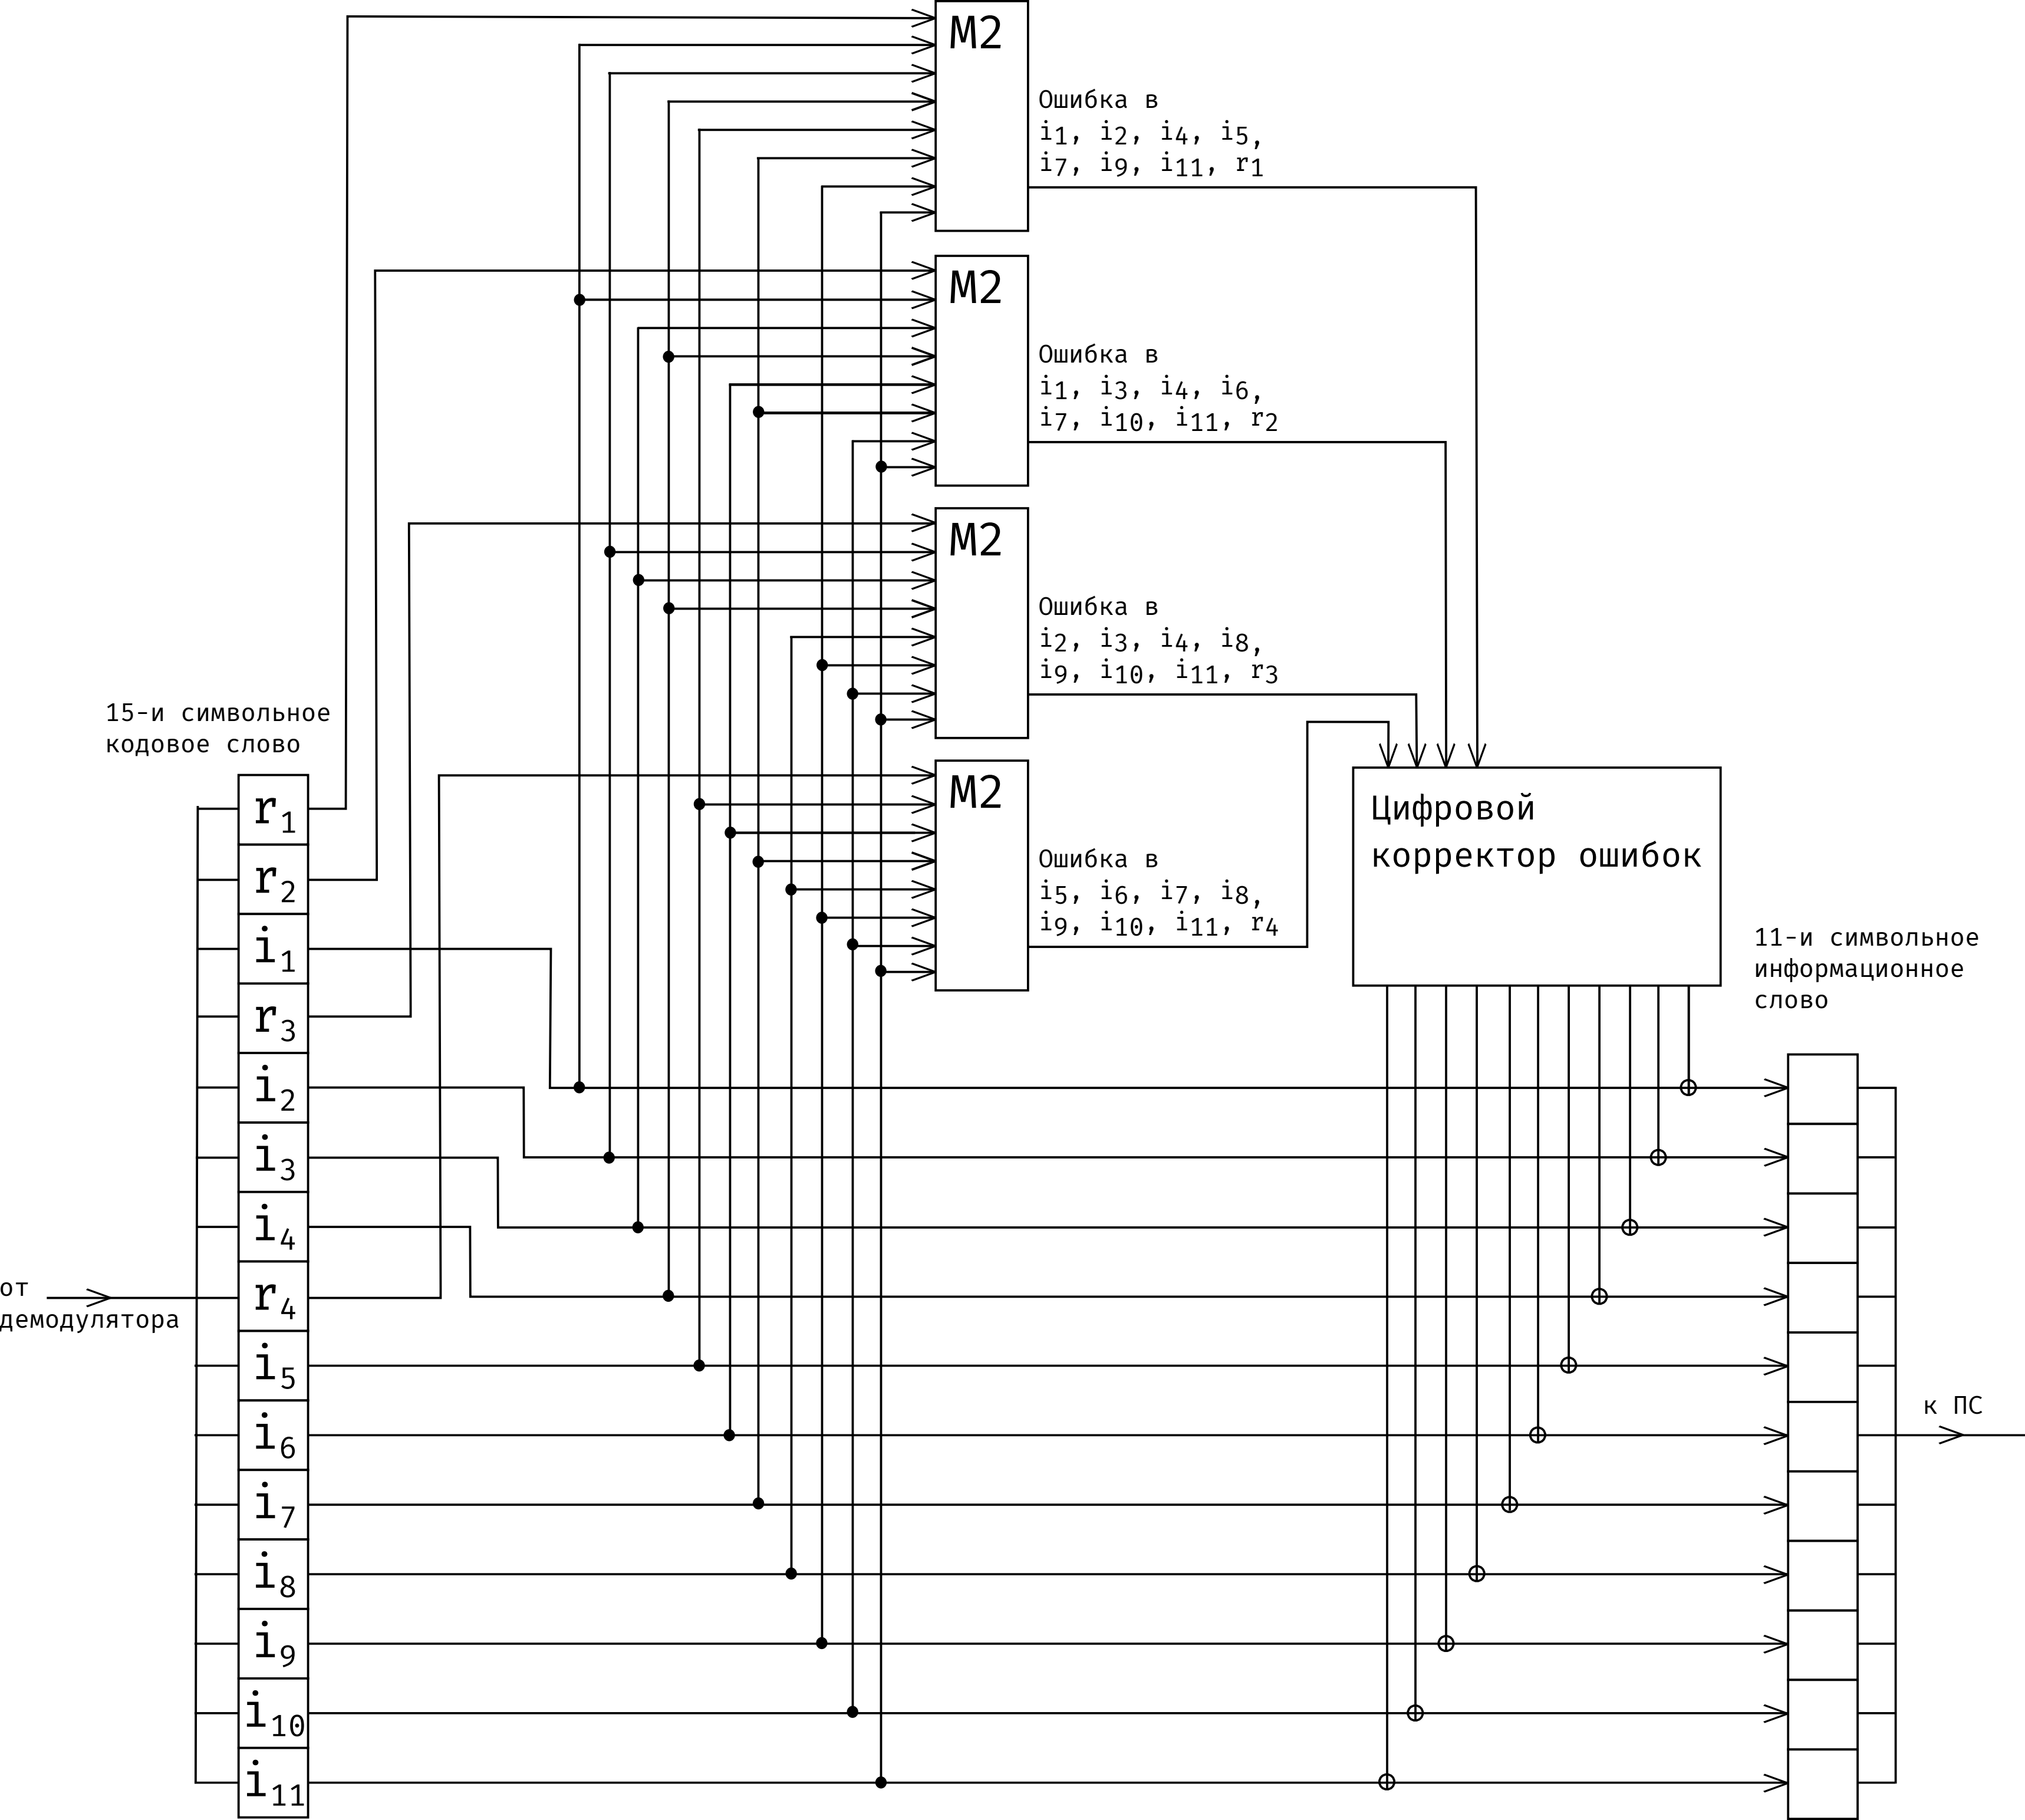 M2
Ошибка в
i1, i2, i4, i5,
i7, i9, i11, r1
M2
Ошибка в
i1, i3, i4, i6,
i7, i10, i11, r2
M2
Ошибка в
i2, i3, i4, i8,
i9, i10, i11, r3
M2
Ошибка в
i5, i6, i7, i8,
i9, i10, i11, r4
15-и символьное
кодовое слово
r1
r2
i1
r3
i2
i3
i4
r4
i5
i6
i7
i8
i9
i10
i11
от
демодулятора
Цифровой
корректор ошибок
11-и символьное
информационное
слово
к ПС